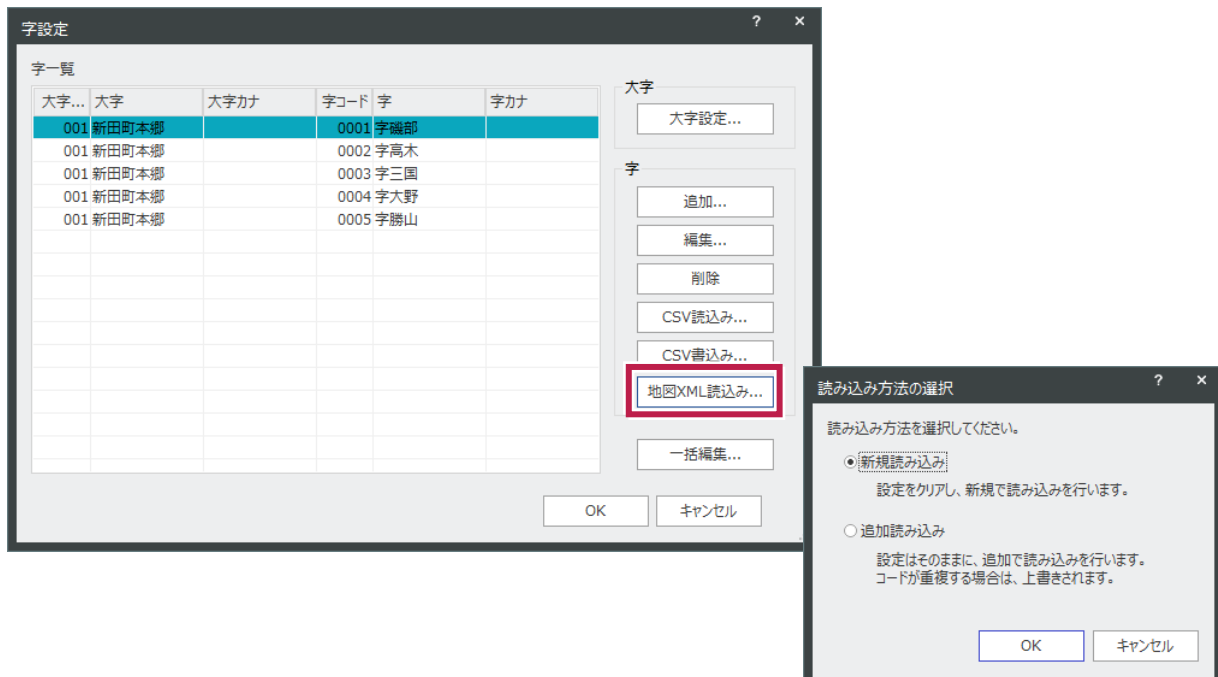 字設定
?
×
字一覧
大字... 大字 大字カナ 字コード 字 字カナ
001 新田町本郷 0001 字磯部
001 新田町本郷 0002 字高木
001 新田町本郷 0003 字三国
001 新田町本郷 0004 字大野
001 新田町本郷 0005 字勝山
大字
大字設定...
字
追加...
編集...
削除
CSV読込み...
CSV書込み...
地図XML読込み...
一括編集...
OK
キャンセル
読み込み方法の選択
?
×
読み込み方法を選択してください。
新規読み込み
設定をクリアし、新規で読み込みを行います。
追加読み込み
設定はそのままに、追加で読み込みを行います。
コードが重複する場合は、上書きされます。
OK
キャンセル